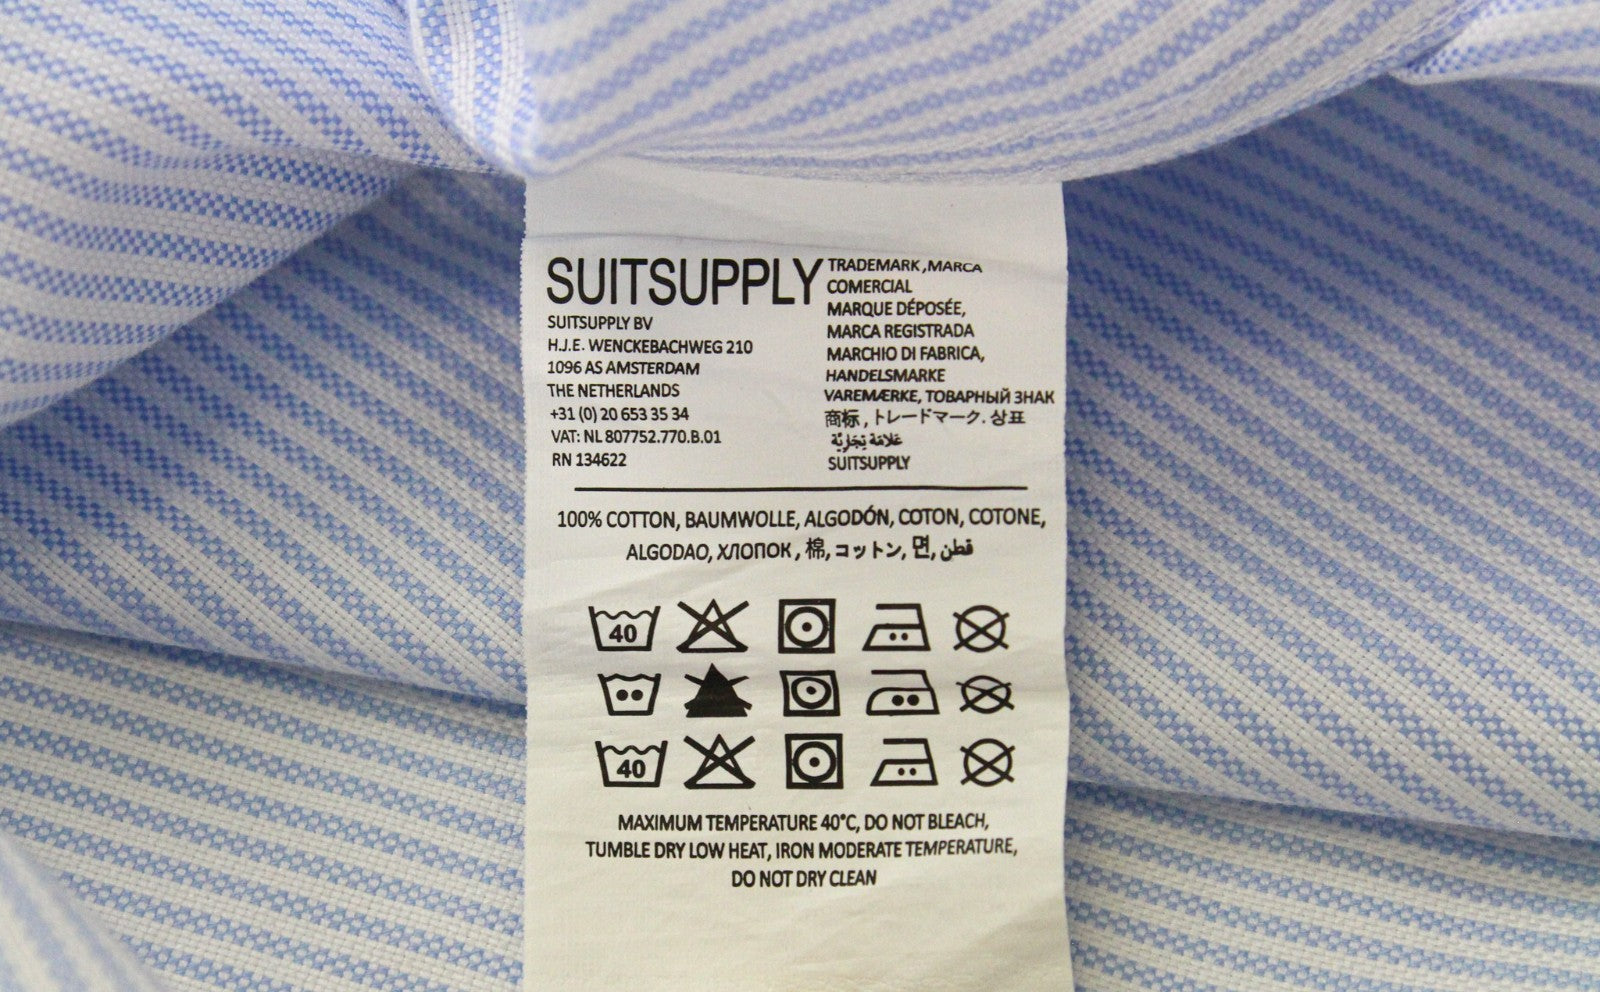 SUITSUPPLY
SUITSUPPLY BV
H.J.E. WENCKEBACHWEG 210
1096 AS AMSTERDAM
THE NETHERLANDS
+31 (0) 20 653 35 34
VAT: NL 807752.770.B.01
RN 134622
TRADEMARK ,MARCA
COMERCIAL
MARQUE DÉPOSÉE,
MARCA REGISTRADA
MARCHIO DI FABRICA,
HANDELSMARKE
VAREMÆRKE, ТОВАРНЫЙ ЗНАК
商标 , トレードマーク. 상표
عَلامَة تِجَارِيَّة
SUITSUPPLY
100% COTTON, BAUMWOLLE, ALGODÓN, COTON, COTONE,
ALGODAO, ХЛОПОК , 棉, コットン, 면, قطن
40
40
MAXIMUM TEMPERATURE 40°C, DO NOT BLEACH,
TUMBLE DRY LOW HEAT, IRON MODERATE TEMPERATURE,
DO NOT DRY CLEAN